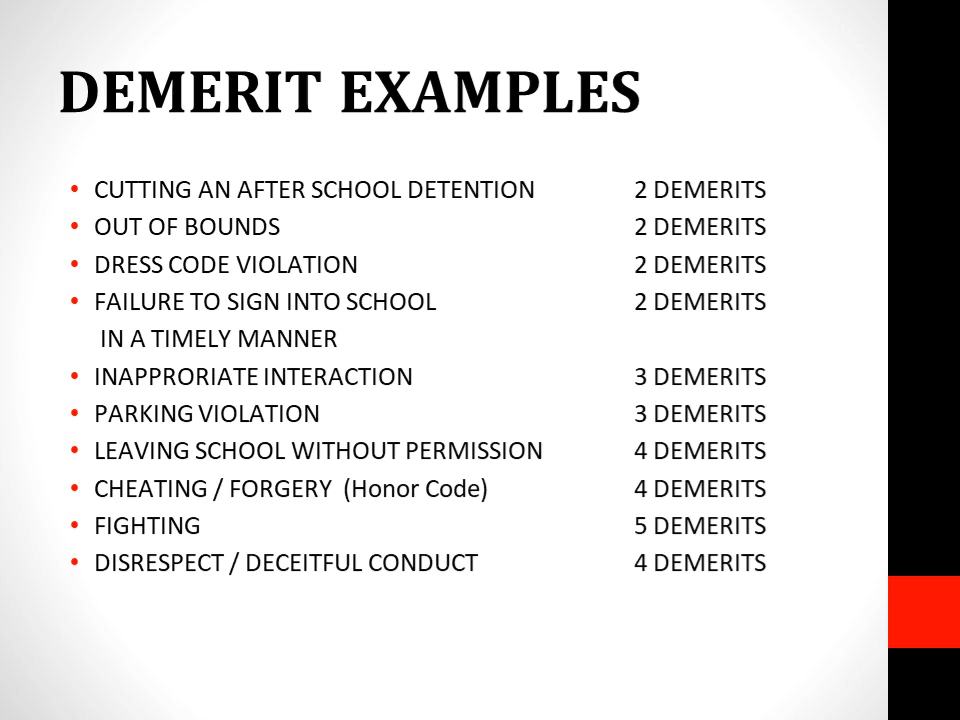 DEMERIT EXAMPLES
• CUTTING AN AFTER SCHOOL DETENTION 2 DEMERITS
• OUT OF BOUNDS 2 DEMERITS
• DRESS CODE VIOLATION 2 DEMERITS
• FAILURE TO SIGN INTO SCHOOL 2 DEMERITS
IN A TIMELY MANNER
• INAPPRORIATE INTERACTION 3 DEMERITS
• PARKING VIOLATION 3 DEMERITS
• LEAVING SCHOOL WITHOUT PERMISSION 4 DEMERITS
• CHEATING / FORGERY (Honor Code) 4 DEMERITS
• FIGHTING 5 DEMERITS
• DISRESPECT / DECEITFUL CONDUCT 4 DEMERITS